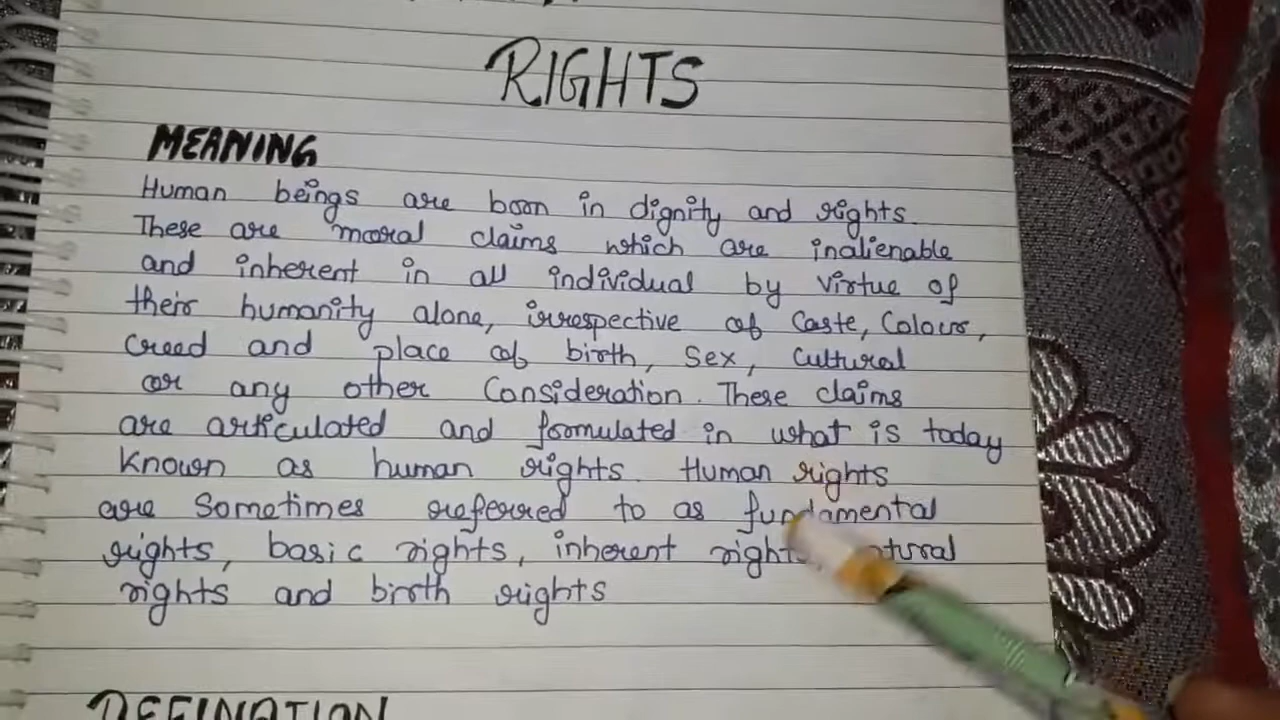 RIGHTS
MEANING
Human beings are born in dignity and rights.
These are moral claims which are inalienable
and inherent in all individual by virtue of
their humanity alone, irrespective of Caste, Colour,
Creed and place of birth, Sex, Cultural
or any other Consideration. These claims
are articulated and formulated in what is today
Known as human rights. Human rights
are Sometimes referred to as fundamental
rights, basic rights, inherent rights,
rights and birth rights
DEFINATION